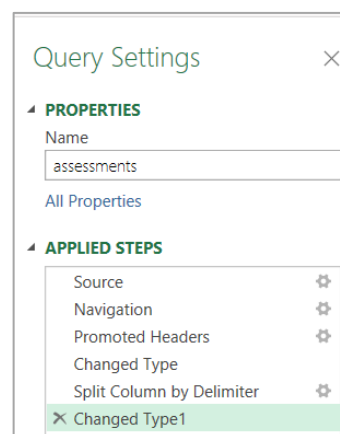 Query Settings
PROPERTIES
Name
assessments
All Properties
APPLIED STEPS
Source
Navigation
Promoted Headers
Changed Type
Split Column by Delimiter
Changed Type1